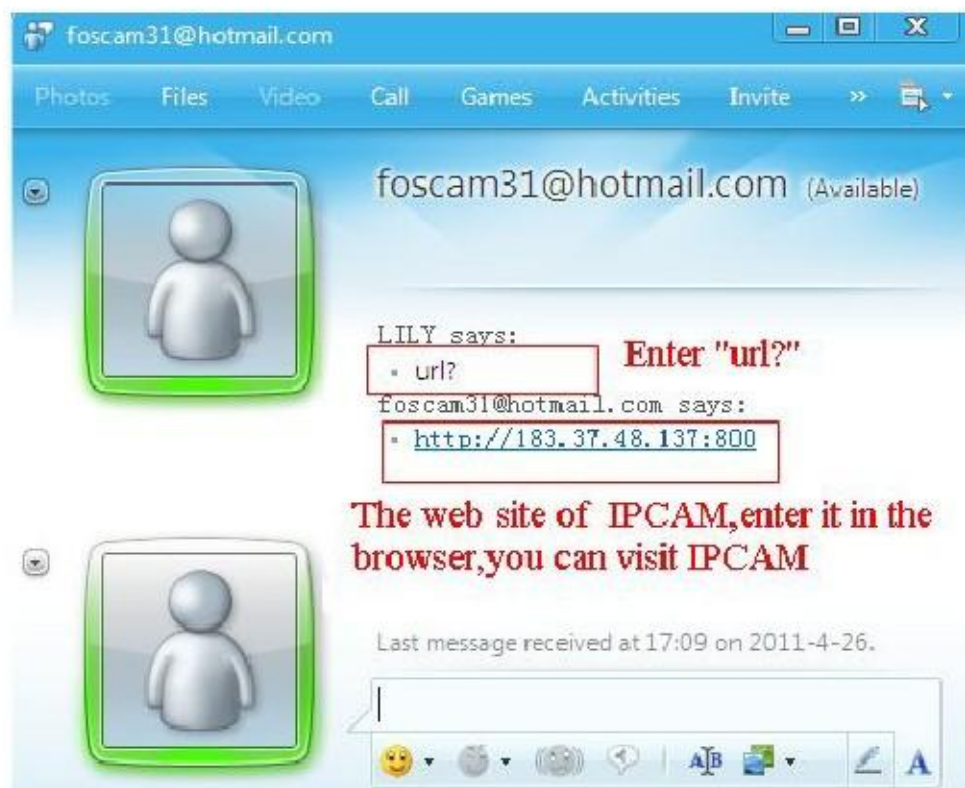 foscam31@hotmail.com
Photos Files Video Call Games Activities Invite »
foscam31@hotmail.com (Available)
LILY says:
url?
Enter "url?"
foscam31@hotmail.com says:
http://183.37.48.137:800
The web site of IPCAM,enter it in the
browser,you can visit IPCAM
Last message received at 17:09 on 2011-4-26.
AB A